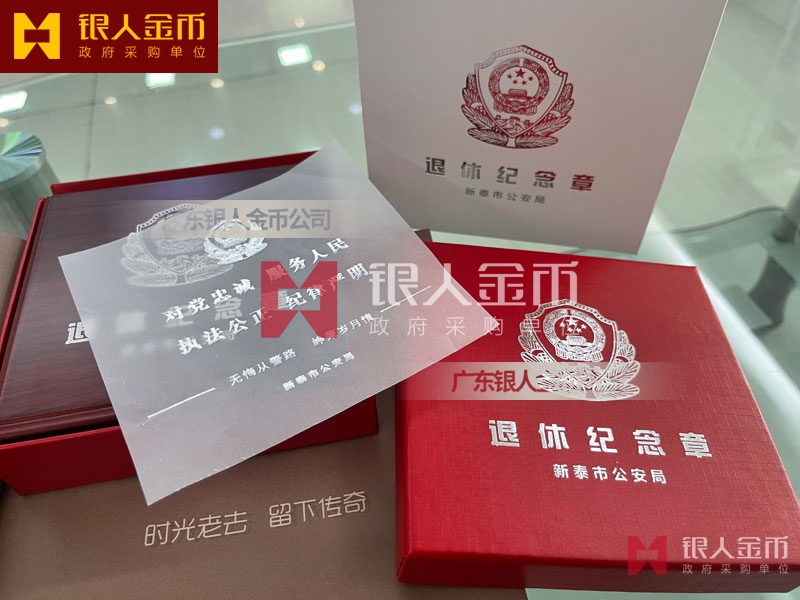 银人金币
政府采购单位
退休纪念章
新泰市公安局
广东银人金币公司
对党忠诚 服务人民
执法公正 纪律严明
无悔从警路
岁月情
新泰市公安局
退
银人金币
政府采购单
广东银人金
退休纪念章
新泰市公安局
时光老去 留下传奇
银人金币
政府采购单位